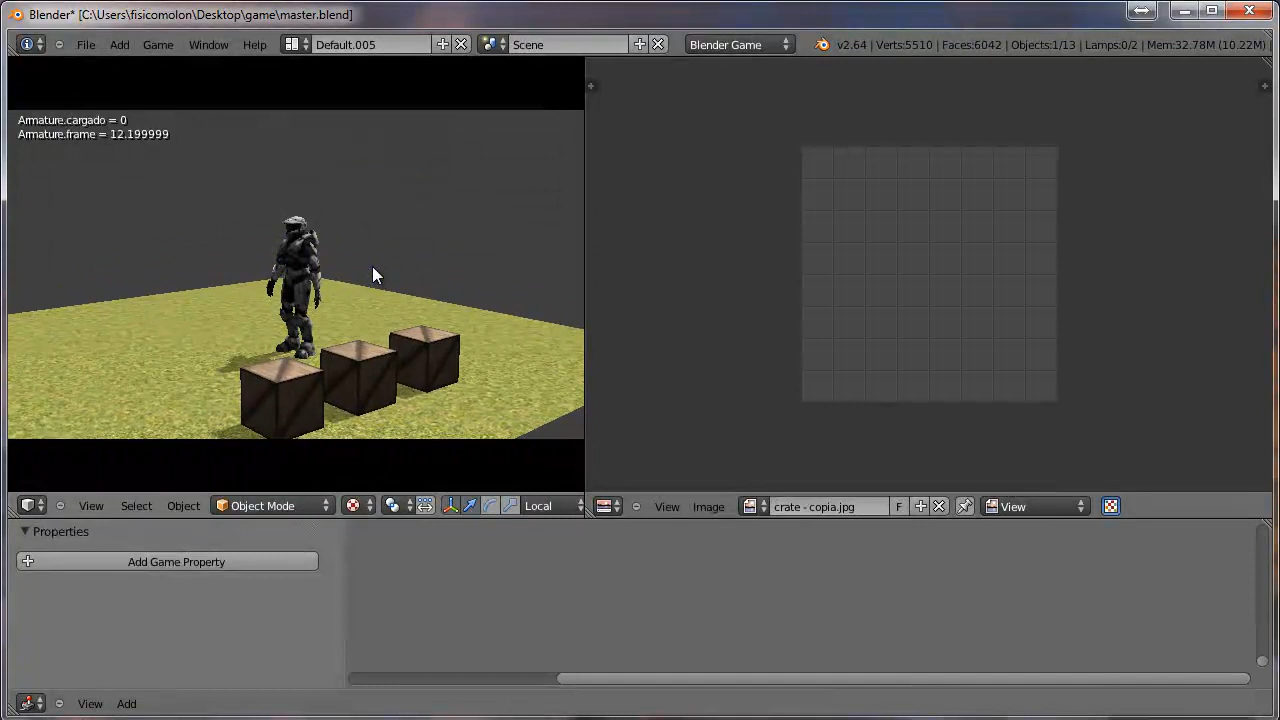 Blender* [C:\Users\fisicomolon\Desktop\game\master.blend]
File Add Game Window Help Default.005 Scene Blender Game v2.64 | Verts:5510 | Faces:6042 | Objects:1/13 | Lamps:0/2 | Mem:32.78M (10.22M) |
Armature.cargado = 0
Armature.frame = 12.199999
View Select Object Object Mode Local
View Image crate - copia.jpg F View
Properties
Add Game Property
View Add